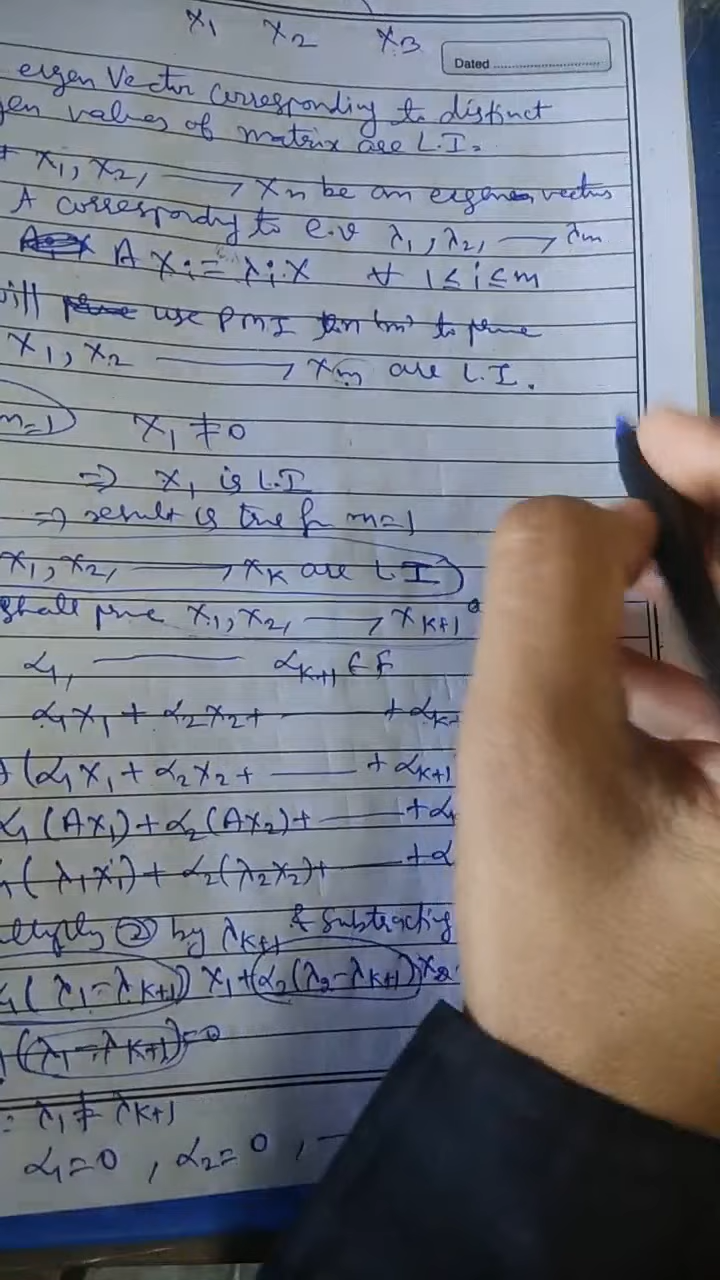 x1 x2 x3
Dated
eigen Vector corresponding to distinct
gen values of matrix are L.I.
x1, x2, —, xn be an eigen vectors
A corresponding to e.v λ1, λ2, —, λm
A xi = λi x ∀ 1 ≤ i ≤ m
will use PMI to prove
x1, x2 —, xm are L.I.
m=1) x1 ≠ 0
⇒ x1 is L.I
⇒ result is true for m=1
x1, x2, —, xK are L I
shall prove x1, x2, —, xK+1
α1, — αK+1 ∈ F
α1x1 + α2x2 + — + αK+
(α1x1 + α2x2 + — + αK+1
α1(Ax1) + α2(Ax2) + — + α
(λ1x1) + α2(λ2x2) + — + α
ultiply ② by λK+1 & subtracting
(λ1 - λK+1) x1 + α2(λ2 - λK+1) x2
(λ1 - λK+1) = 0
λ1 ≠ λK+1
α1 = 0, α2 = 0, —